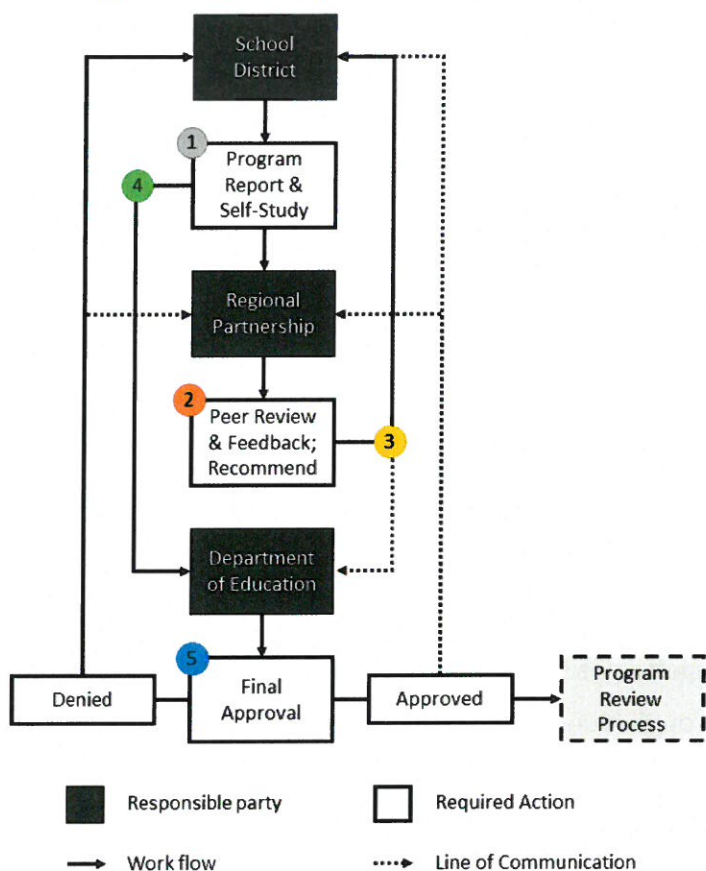 School
District
1
Program
Report &
Self-Study
4
Regional
Partnership
2
Peer Review
& Feedback;
Recommend
3
Department
of Education
5
Final
Approval
Denied
Approved
Program
Review
Process
Responsible party
Required Action
Work flow
Line of Communication